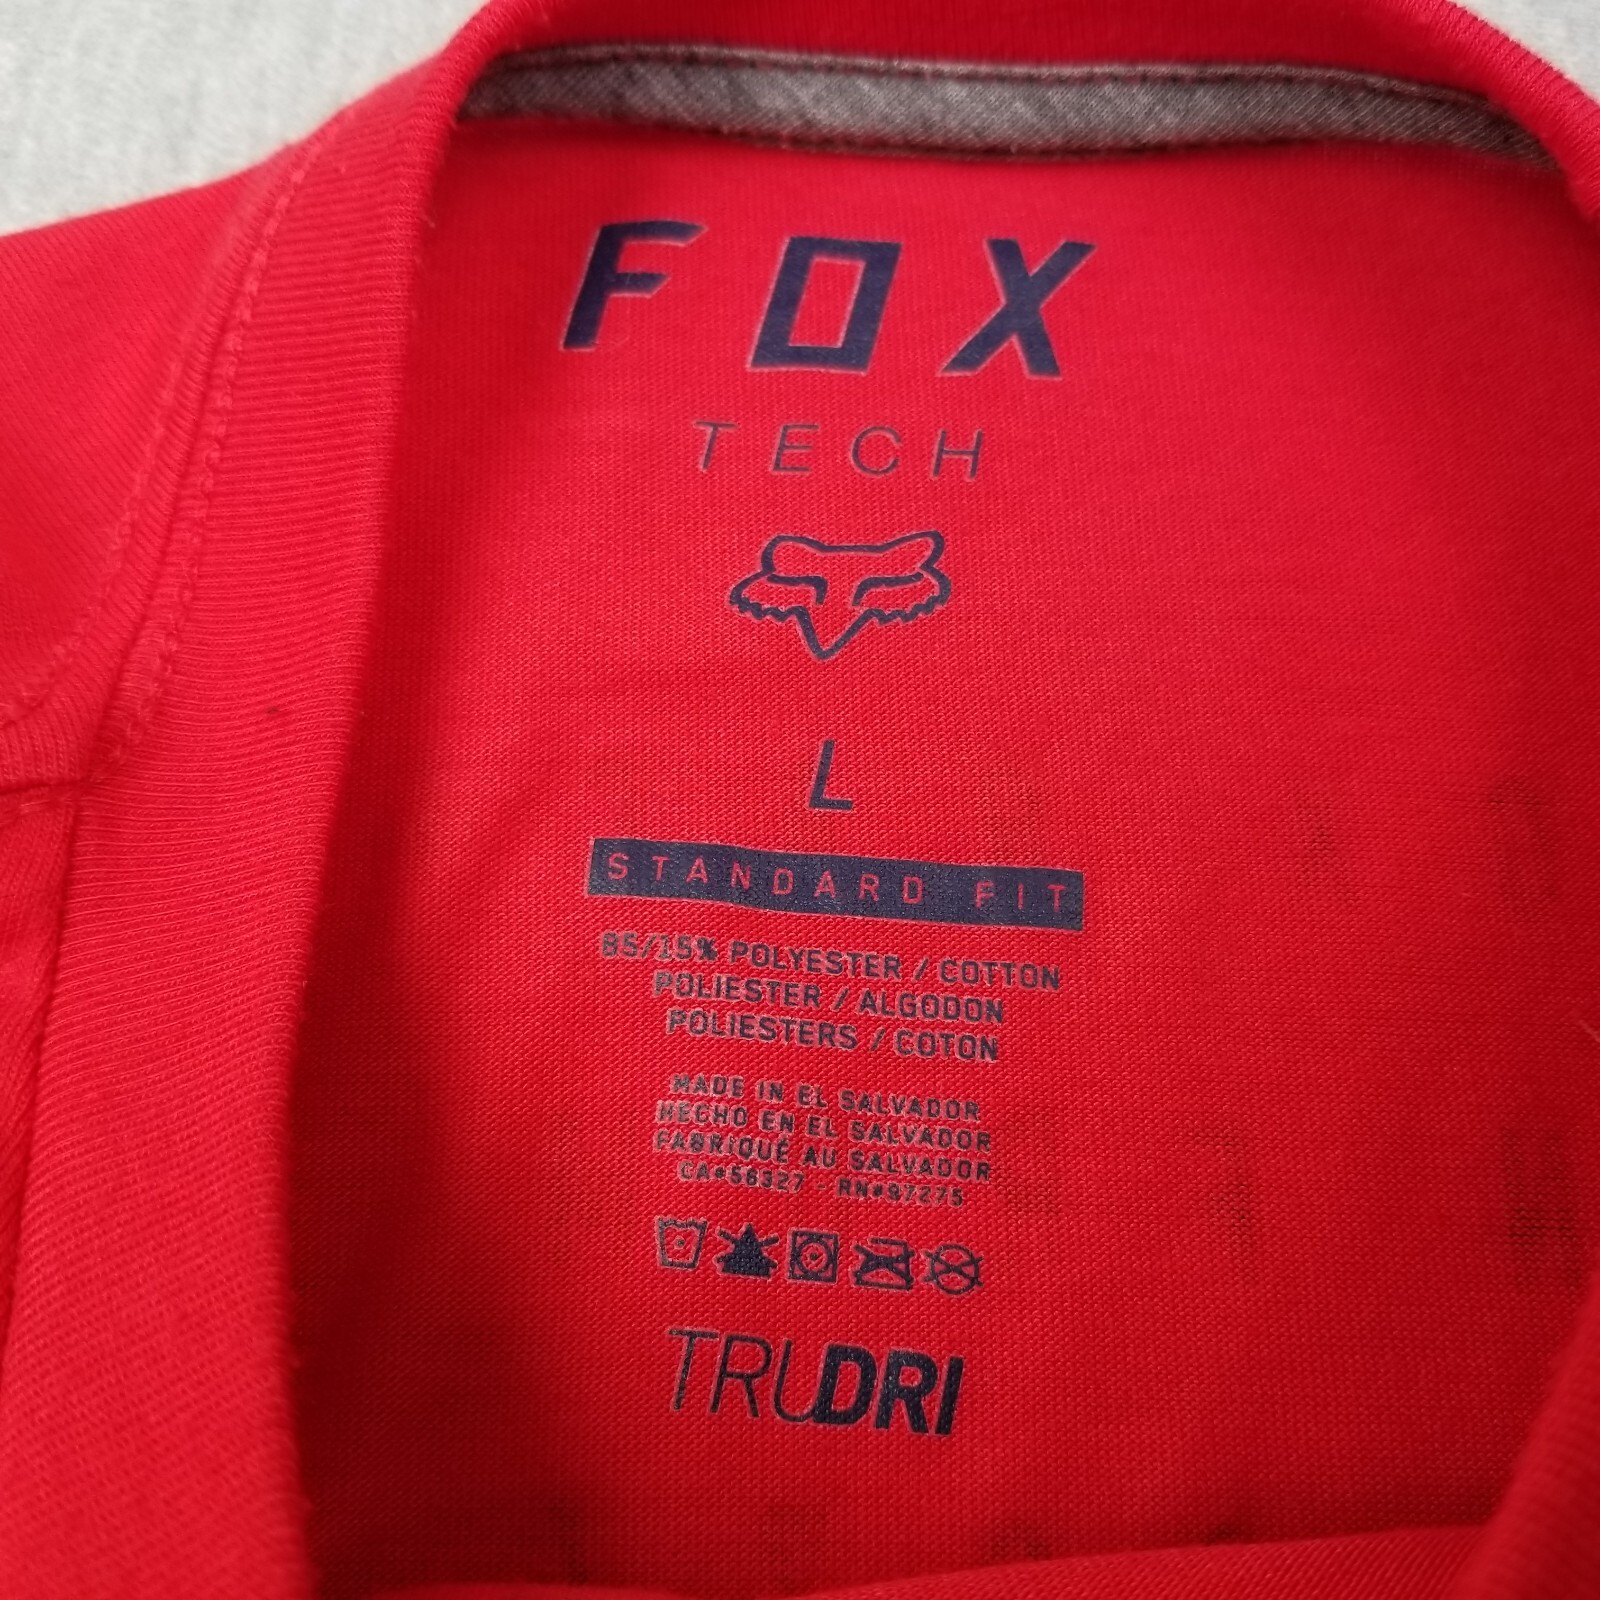 FOX
TECH
L
STANDARD FIT
85/15% POLYESTER / COTTON
POLIESTER / ALGODON
POLIESTERS / COTON
MADE IN EL SALVADOR
HECHO EN EL SALVADOR
FABRIQUÉ AU SALVADOR
CA#56327 - RN#97275
TRUDRI